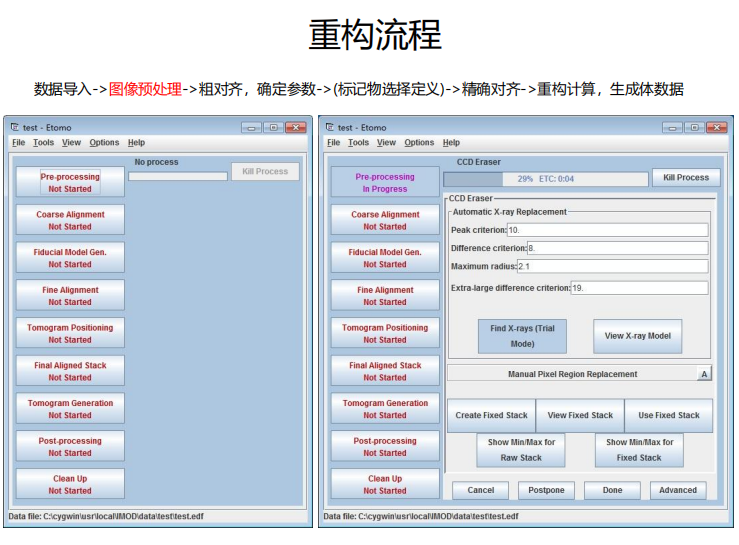 重构流程
数据导入->图像预处理->粗对齐，确定参数->(标记物选择定义)->精确对齐->重构计算，生成体数据
test - Etomo
File Tools View Options Help
No process
Kill Process
Pre-processing
Not Started
Coarse Alignment
Not Started
Fiducial Model Gen.
Not Started
Fine Alignment
Not Started
Tomogram Positioning
Not Started
Final Aligned Stack
Not Started
Tomogram Generation
Not Started
Post-processing
Not Started
Clean Up
Not Started
Data file: C:\cygwin\usr\local\IMOD\data\test\test.edf
test - Etomo
File Tools View Options Help
CCD Eraser
29% ETC: 0:04
Kill Process
Pre-processing
In Progress
Coarse Alignment
Not Started
Fiducial Model Gen.
Not Started
Fine Alignment
Not Started
Tomogram Positioning
Not Started
Final Aligned Stack
Not Started
Tomogram Generation
Not Started
Post-processing
Not Started
Clean Up
Not Started
CCD Eraser
Automatic X-ray Replacement
Peak criterion: 10.
Difference criterion: 8.
Maximum radius: 2.1
Extra-large difference criterion: 19.
Find X-rays (Trial
Mode)
View X-ray Model
Manual Pixel Region Replacement A
Create Fixed Stack View Fixed Stack Use Fixed Stack
Show Min/Max for
Raw Stack
Show Min/Max for
Fixed Stack
Cancel Postpone Done Advanced
Data file: C:\cygwin\usr\local\IMOD\data\test\test.edf